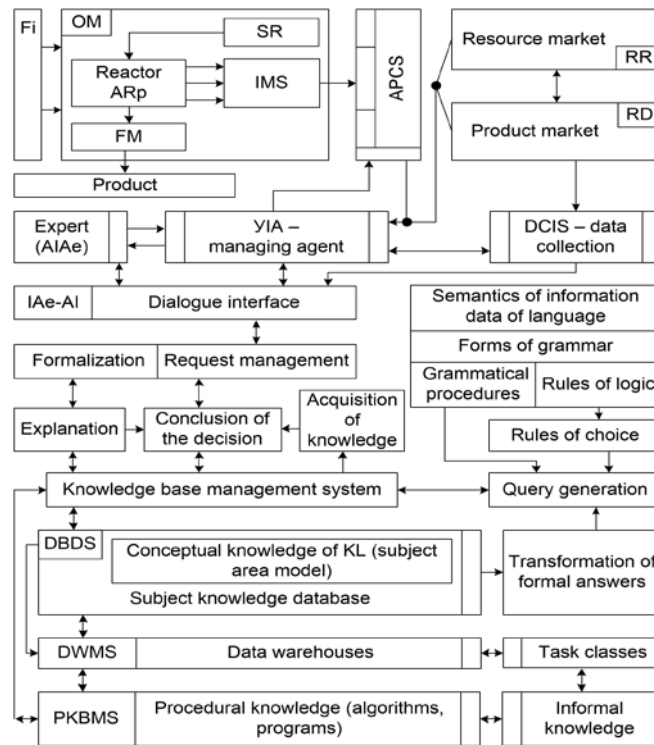 Fi
OM
SR
Reactor
ARp
IMS
FM
Product
APCS
Resource market
RR
Product market
RD
Expert
(AIAe)
УIA –
managing agent
DCIS – data
collection
IAe-AI
Dialogue interface
Semantics of information
data of language
Forms of grammar
Grammatical
procedures
Rules of logic
Rules of choice
Formalization
Request management
Explanation
Conclusion of
the decision
Acquisition
of
knowledge
Knowledge base management system
Query generation
DBDS
Conceptual knowledge of KL (subject
area model)
Subject knowledge database
Transformation of
formal answers
DWMS
Data warehouses
Task classes
PKBMS
Procedural knowledge (algorithms,
programs)
Informal
knowledge